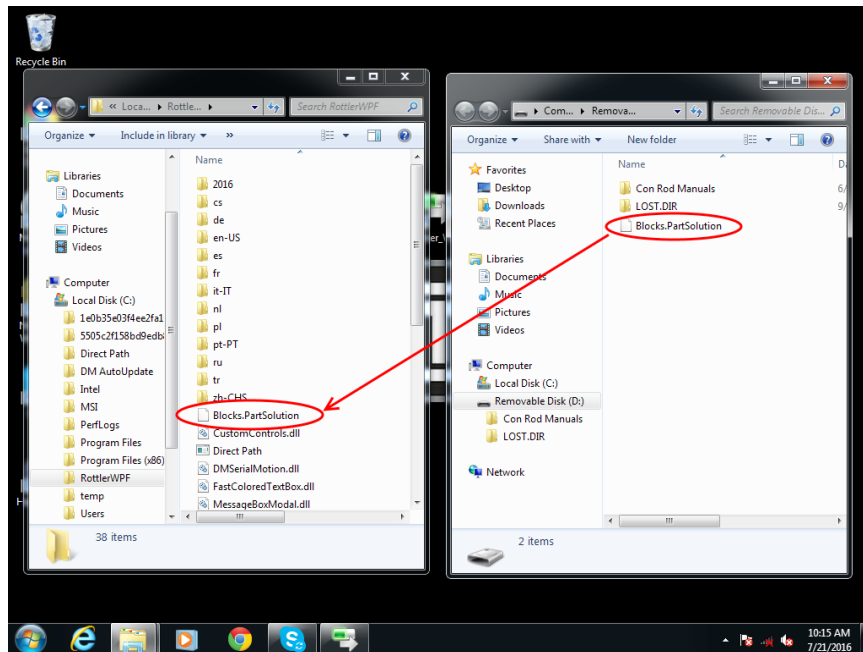 Recycle Bin
« Loca... ▸ Rottle... ▸
Search RottlerWPF
Organize
Include in library
»
Libraries
Documents
Music
Pictures
Videos
Computer
Local Disk (C:)
1e0b35e03f4ee2fa1
5505c2f158bd9edb
Direct Path
DM AutoUpdate
Intel
MSI
PerfLogs
Program Files
Program Files (x86)
RottlerWPF
temp
Users
Name
2016
cs
de
en-US
es
fr
it-IT
nl
pl
pt-PT
ru
tr
zh-CHS
Blocks.PartSolution
CustomControls.dll
Direct Path
DMSerialMotion.dll
FastColoredTextBox.dll
MessageBoxModal.dll
38 items
er_
▸ Com... ▸ Remova...
Search Removable Dis...
Organize
Share with
New folder
Favorites
Desktop
Downloads
Recent Places
Libraries
Documents
Music
Pictures
Videos
Computer
Local Disk (C:)
Removable Disk (D:)
Con Rod Manuals
LOST.DIR
Network
Name
Da
Con Rod Manuals
6/
LOST.DIR
9/
Blocks.PartSolution
2 items
10:15 AM
7/21/2016